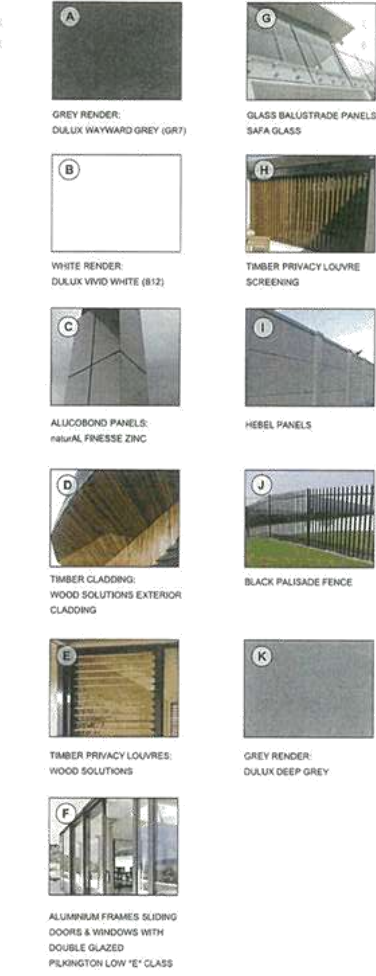 A
GREY RENDER:
DULUX WAYWARD GREY (GR7)
B
WHITE RENDER:
DULUX VIVID WHITE (812)
C
ALUCOBOND PANELS:
naturAL FINESSE ZINC
D
TIMBER CLADDING:
WOOD SOLUTIONS EXTERIOR
CLADDING
E
TIMBER PRIVACY LOUVRES:
WOOD SOLUTIONS
F
ALUMINIUM FRAMES SLIDING
DOORS & WINDOWS WITH
DOUBLE GLAZED
PILKINGTON LOW "E" CLASS
G
GLASS BALUSTRADE PANELS
SAFA GLASS
H
TIMBER PRIVACY LOUVRE
SCREENING
I
HEBEL PANELS
J
BLACK PALISADE FENCE
K
GREY RENDER:
DULUX DEEP GREY